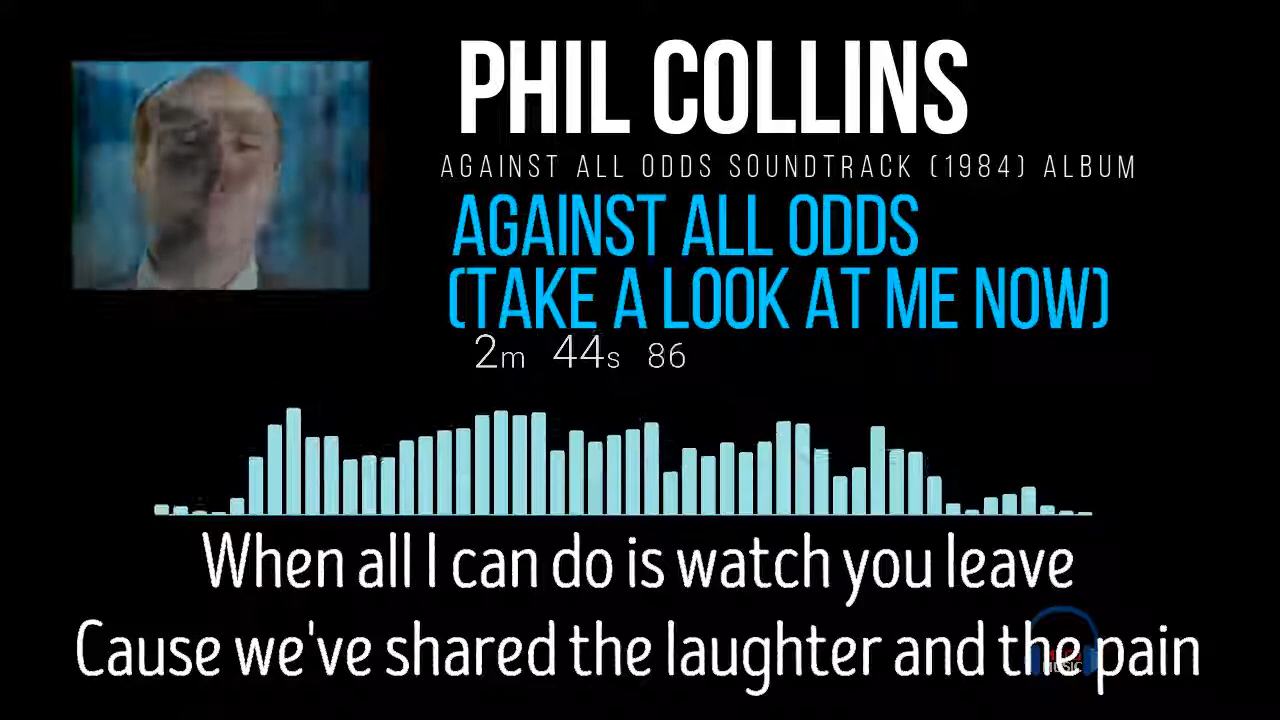 PHIL COLLINS
AGAINST ALL ODDS SOUNDTRACK (1984) ALBUM
AGAINST ALL ODDS
(TAKE A LOOK AT ME NOW)
2m 44s 86
When all I can do is watch you leave
Cause we've shared the laughter and the pain
MUSIC